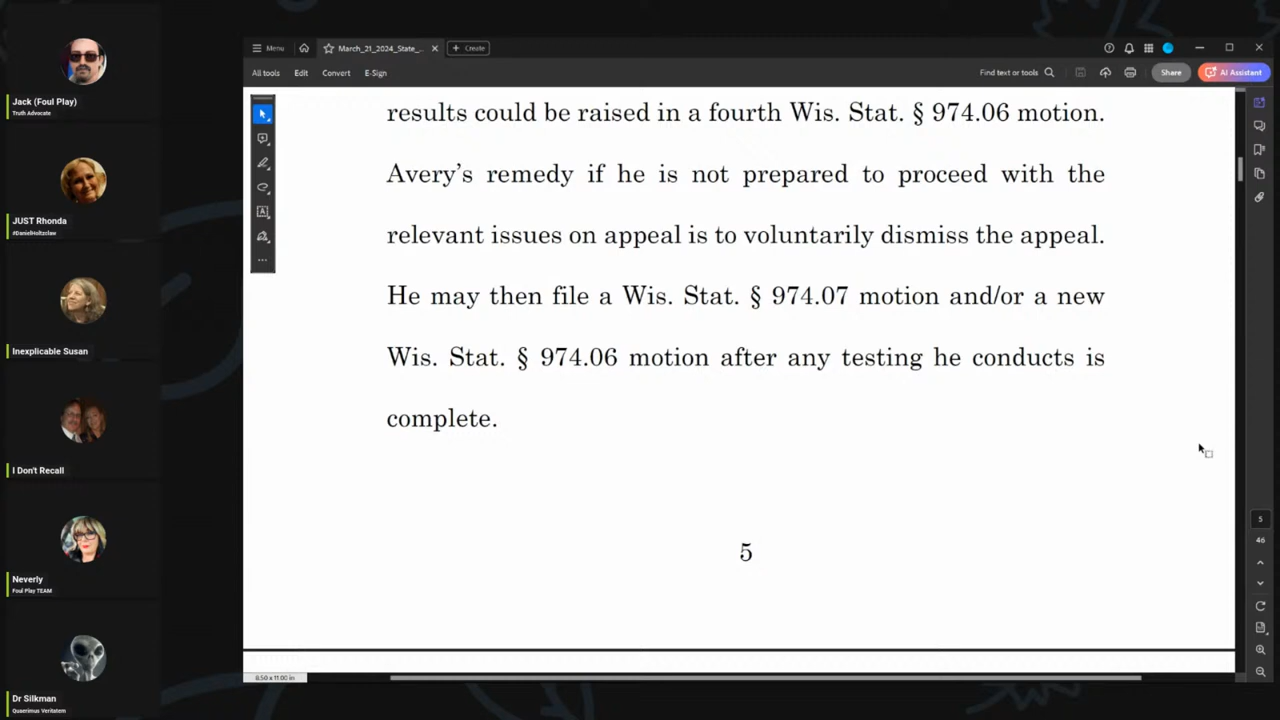 Jack (Foul Play)
Truth Advocate
JUST Rhonda
#DanielHoltzclaw
Inexplicable Susan
I Don't Recall
Neverly
Foul Play TEAM
Dr Silkman
Quaerimus Veritatem
Menu
March_21_2024_State_...
Create
All tools
Edit
Convert
E-Sign
Find text or tools
Share
AI Assistant
results could be raised in a fourth Wis. Stat. § 974.06 motion.
Avery's remedy if he is not prepared to proceed with the
relevant issues on appeal is to voluntarily dismiss the appeal.
He may then file a Wis. Stat. § 974.07 motion and/or a new
Wis. Stat. § 974.06 motion after any testing he conducts is
complete.
5
8.50 x 11.00 in
5
46